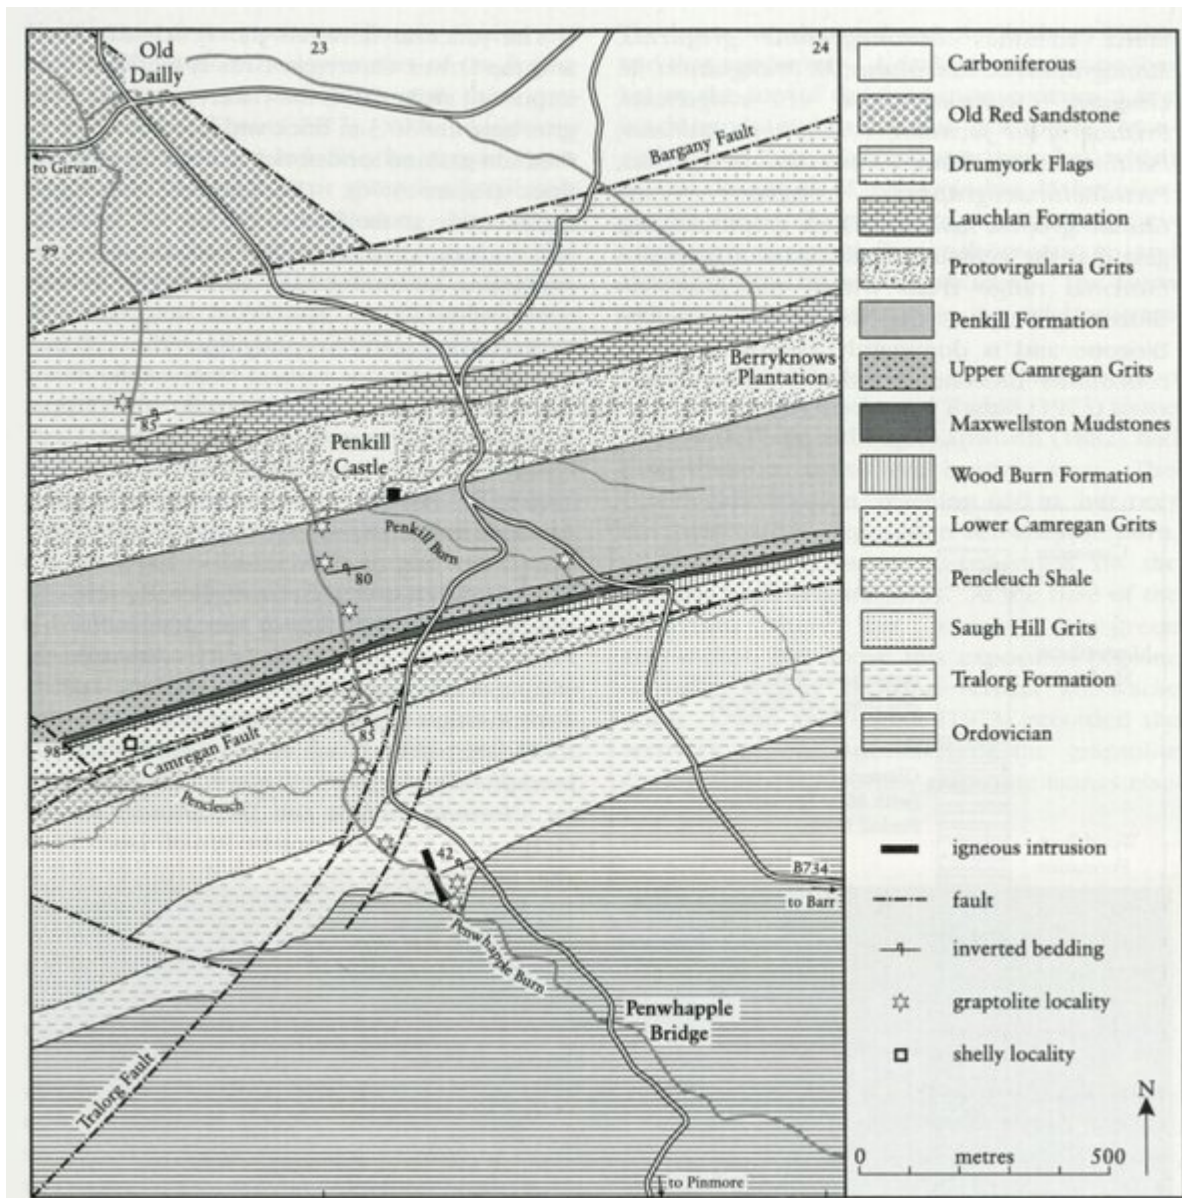 23
24
Old
Dailly
to Girvan
Bargany Fault
99
Berryknows
Plantation
85
Penkill
Castle
Penkill Burn
80
98
Camregan Fault
85
Pencleuch
42
B734
to Barr
Penwhapple Burn
Penwhapple
Bridge
Tralorg Fault
to Pinmore
Carboniferous
Old Red Sandstone
Drumyork Flags
Lauchlan Formation
Protovirgularia Grits
Penkill Formation
Upper Camregan Grits
Maxwellston Mudstones
Wood Burn Formation
Lower Camregan Grits
Pencleuch Shale
Saugh Hill Grits
Tralorg Formation
Ordovician
igneous intrusion
fault
inverted bedding
graptolite locality
shelly locality
N
0 metres 500